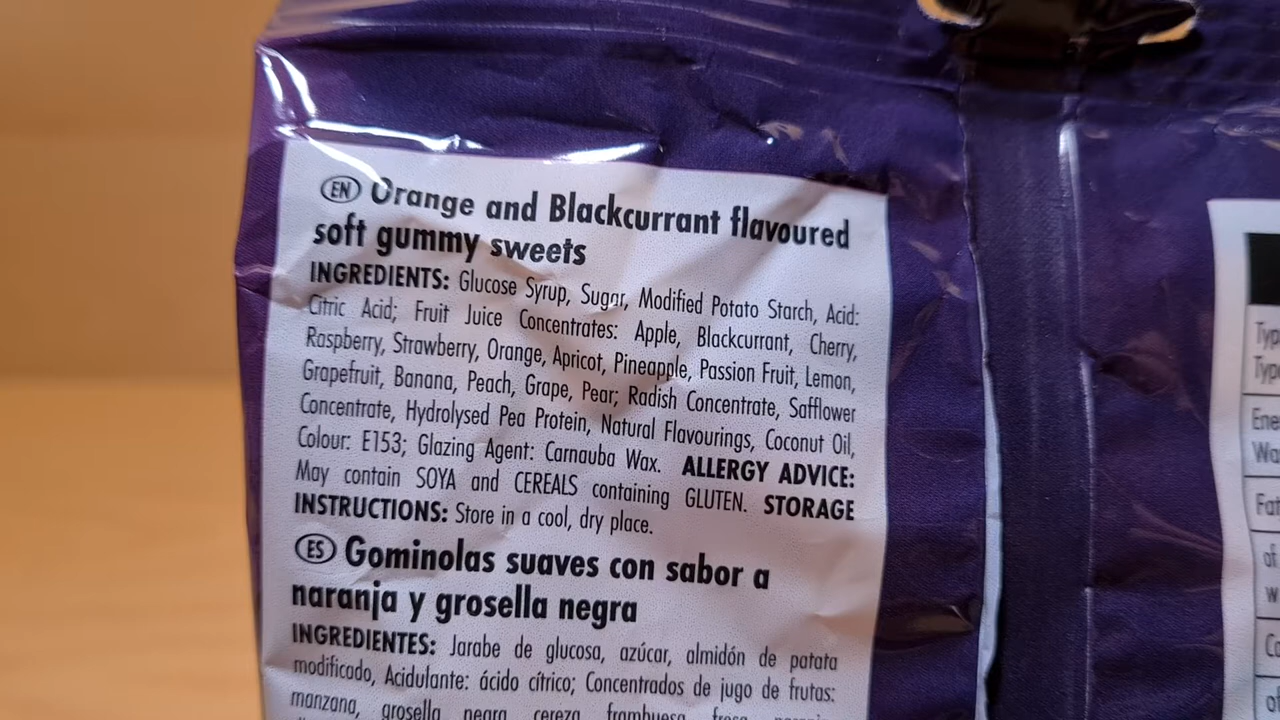 EN Orange and Blackcurrant flavoured
soft gummy sweets
INGREDIENTS: Glucose Syrup, Sugar, Modified Potato Starch, Acid:
Citric Acid; Fruit Juice Concentrates: Apple, Blackcurrant, Cherry,
Raspberry, Strawberry, Orange, Apricot, Pineapple, Passion Fruit, Lemon,
Grapefruit, Banana, Peach, Grape, Pear; Radish Concentrate, Safflower
Concentrate, Hydrolysed Pea Protein, Natural Flavourings, Coconut Oil,
Colour: E153; Glazing Agent: Carnauba Wax. ALLERGY ADVICE:
May contain SOYA and CEREALS containing GLUTEN. STORAGE
INSTRUCTIONS: Store in a cool, dry place.
ES Gominolas suaves con sabor a
naranja y grosella negra
INGREDIENTES: Jarabe de glucosa, azúcar, almidón de patata
modificado, Acidulante: ácido cítrico; Concentrados de jugo de frutas:
manzana, grosella negra, cereza, frambuesa,